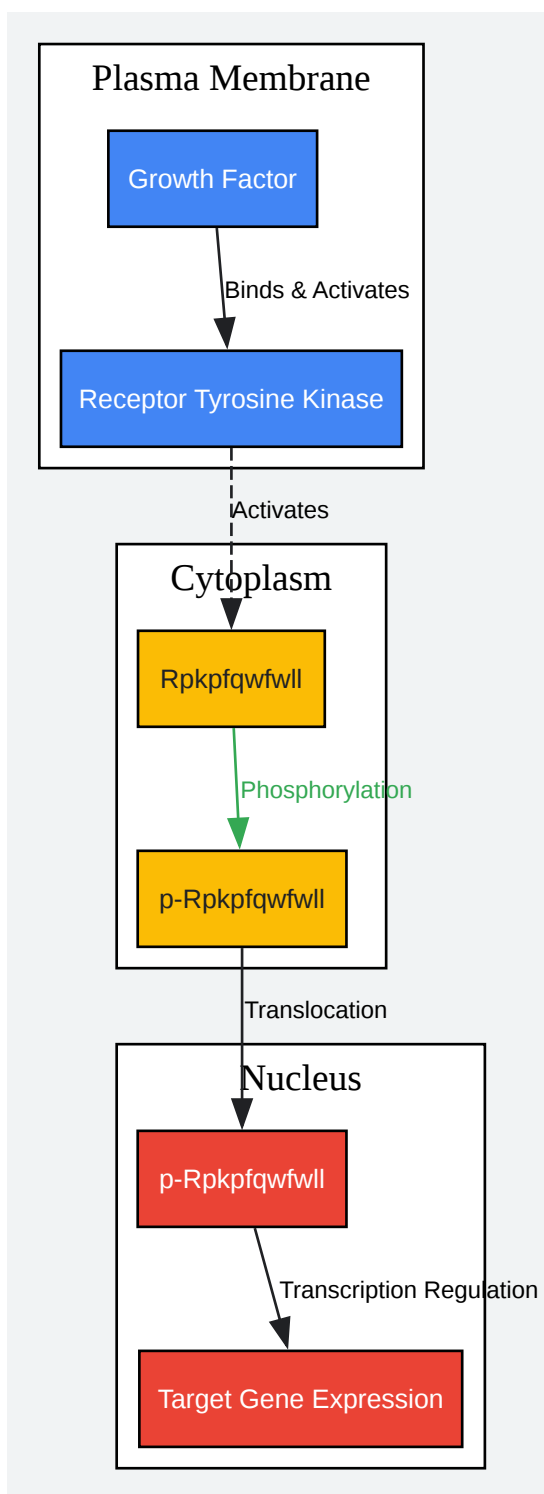 Plasma Membrane
Growth Factor
Binds & Activates
Receptor Tyrosine Kinase
Activates
Cytoplasm
Rpkpfqwfwll
Phosphorylation
p-Rpkpfqwfwll
Translocation
Nucleus
p-Rpkpfqwfwll
Transcription Regulation
Target Gene Expression